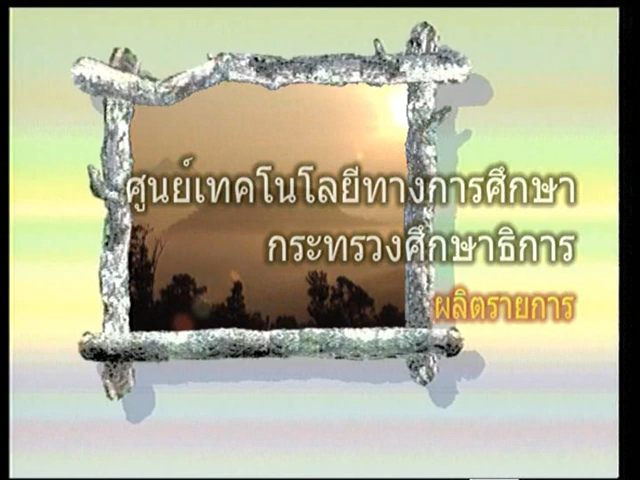 ศูนย์เทคโนโลยีทางการศึกษา
กระทรวงศึกษาธิการ
ผลิตรายการ